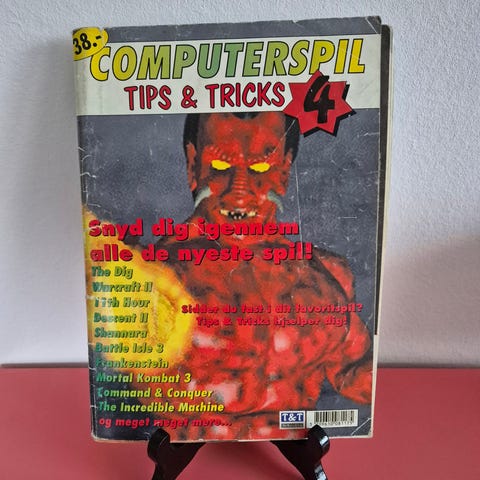 38.-
COMPUTERSPIL
TIPS & TRICKS 4
Snyd dig igennem
alle de nyeste spil!
The Dig
Warcraft II
11th Hour
Descent II
Shannara
Battle Isle 3
Frankenstein
Mortal Kombat 3
Command & Conquer
The Incredible Machine
og meget meget mere...
Sidder du fast i dit favoritspil?
Tips & Tricks hjælper dig!
T&T